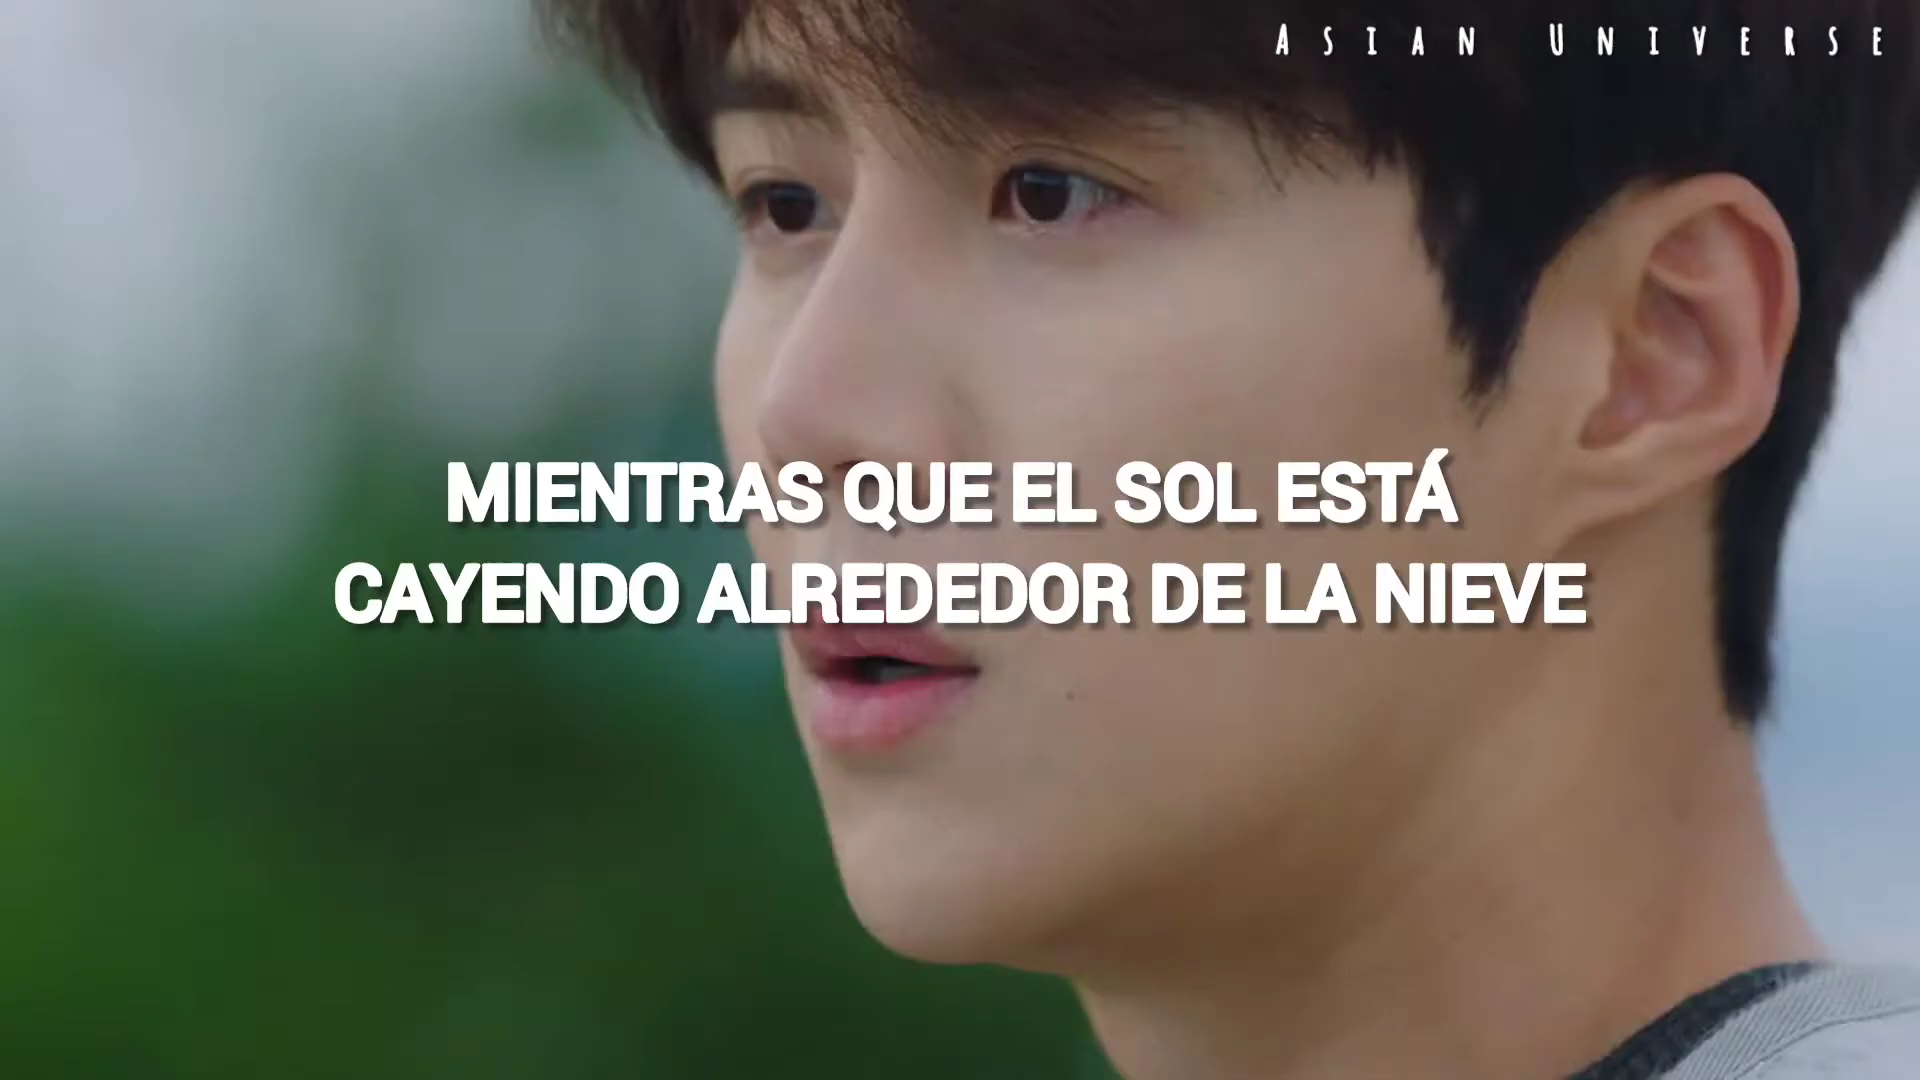 ASIAN UNIVERSE
MIENTRAS QUE EL SOL ESTÁ
CAYENDO ALREDEDOR DE LA NIEVE